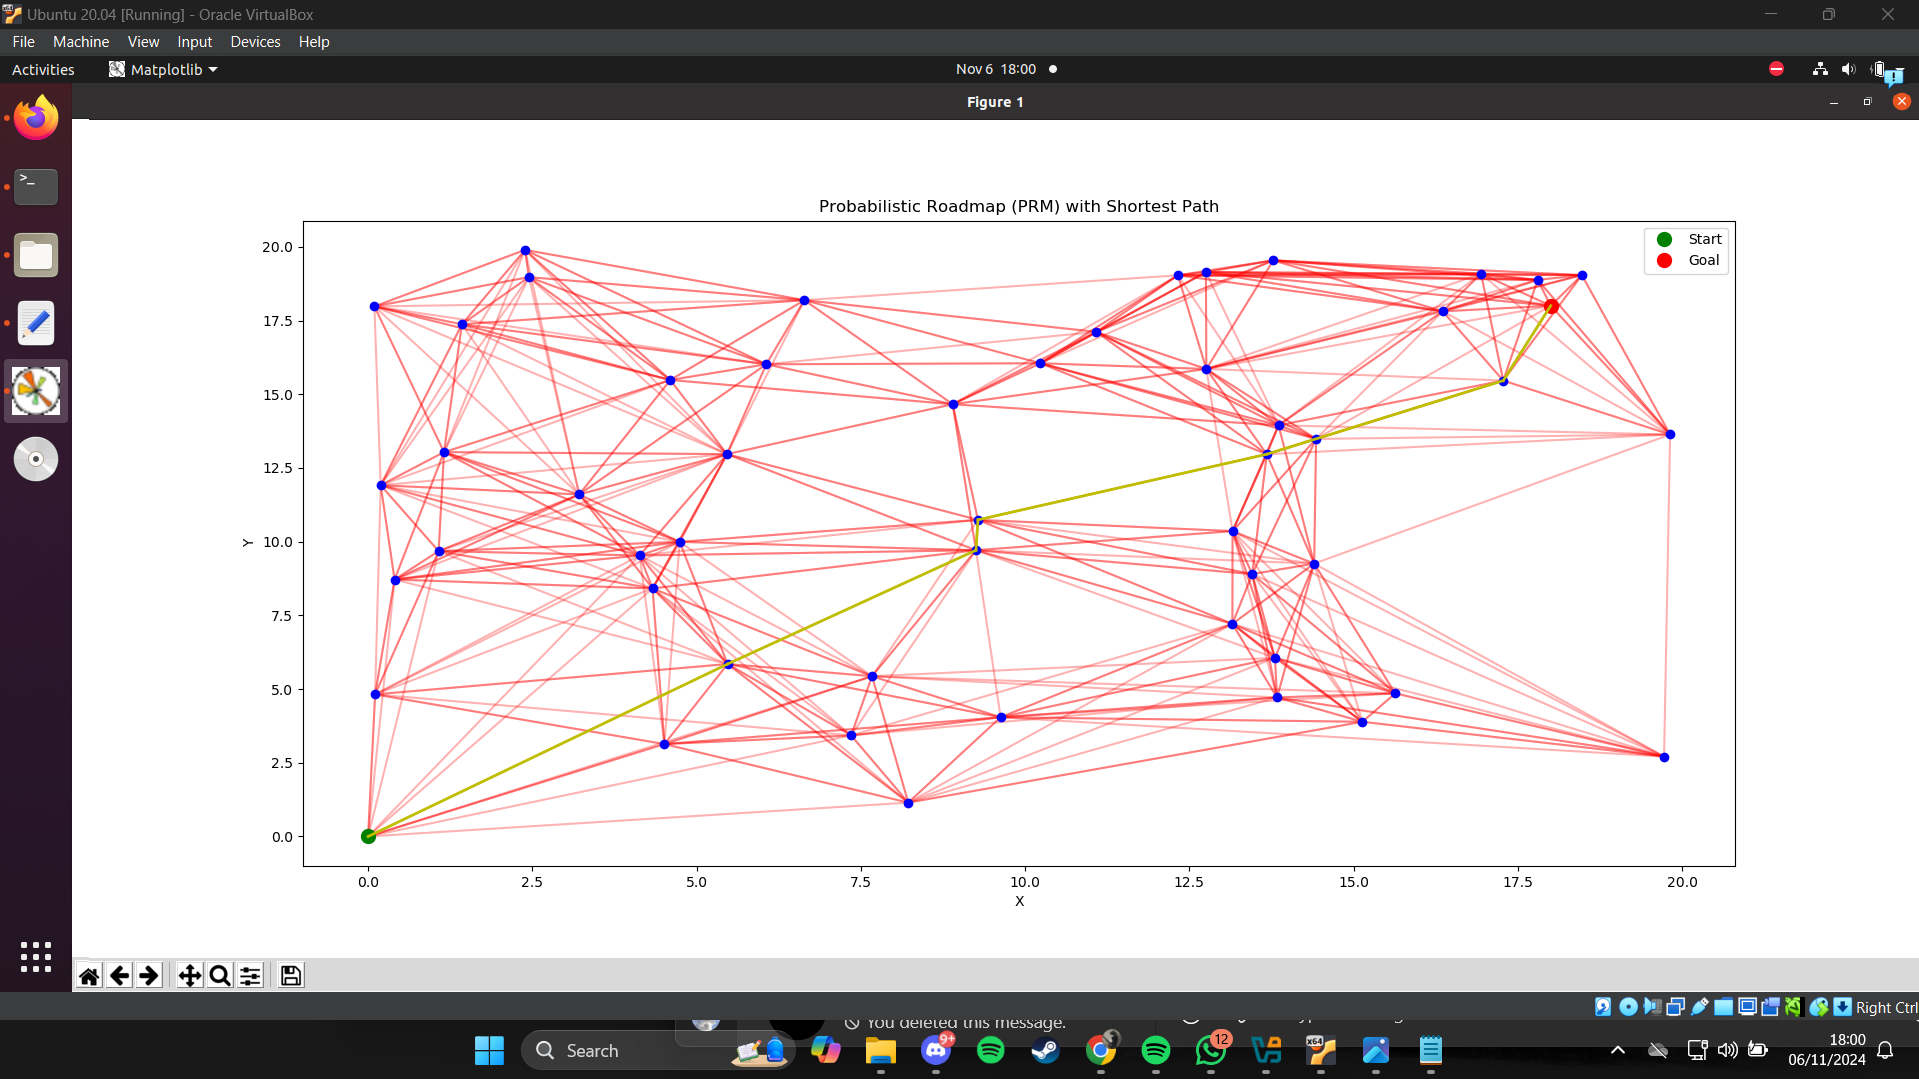 Ubuntu 20.04 [Running] - Oracle VirtualBox
File Machine View Input Devices Help
Activities Matplotlib Nov 6 18:00
Figure 1
Probabilistic Roadmap (PRM) with Shortest Path
Start
Goal
20.0
17.5
15.0
12.5
10.0
7.5
5.0
2.5
0.0
Y
0.0 2.5 5.0 7.5 10.0 12.5 15.0 17.5 20.0
X
Right Ctrl
You deleted this message.
Search
9+
12
x64
18:00
06/11/2024